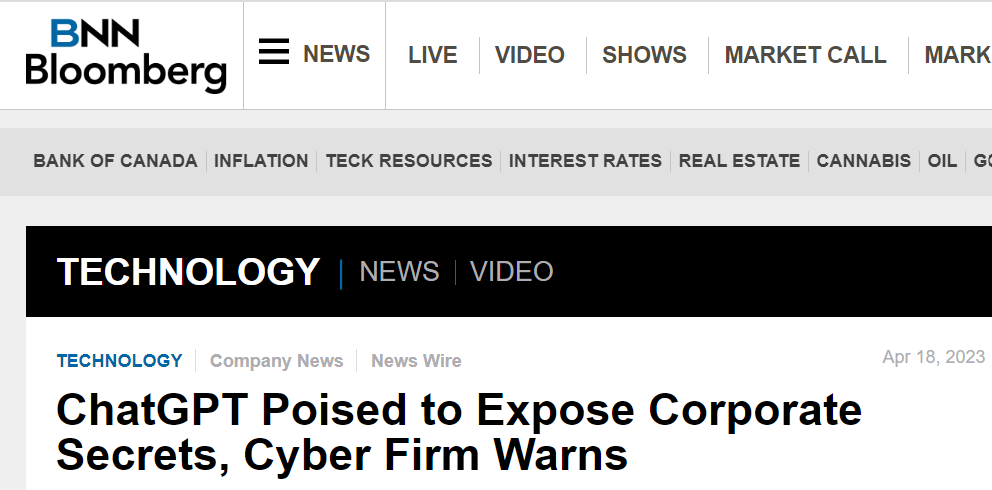 BNN
Bloomberg
NEWS LIVE VIDEO SHOWS MARKET CALL MARK
BANK OF CANADA INFLATION TECK RESOURCES INTEREST RATES REAL ESTATE CANNABIS OIL
TECHNOLOGY NEWS VIDEO
TECHNOLOGY Company News News Wire Apr 18, 2023
ChatGPT Poised to Expose Corporate
Secrets, Cyber Firm Warns